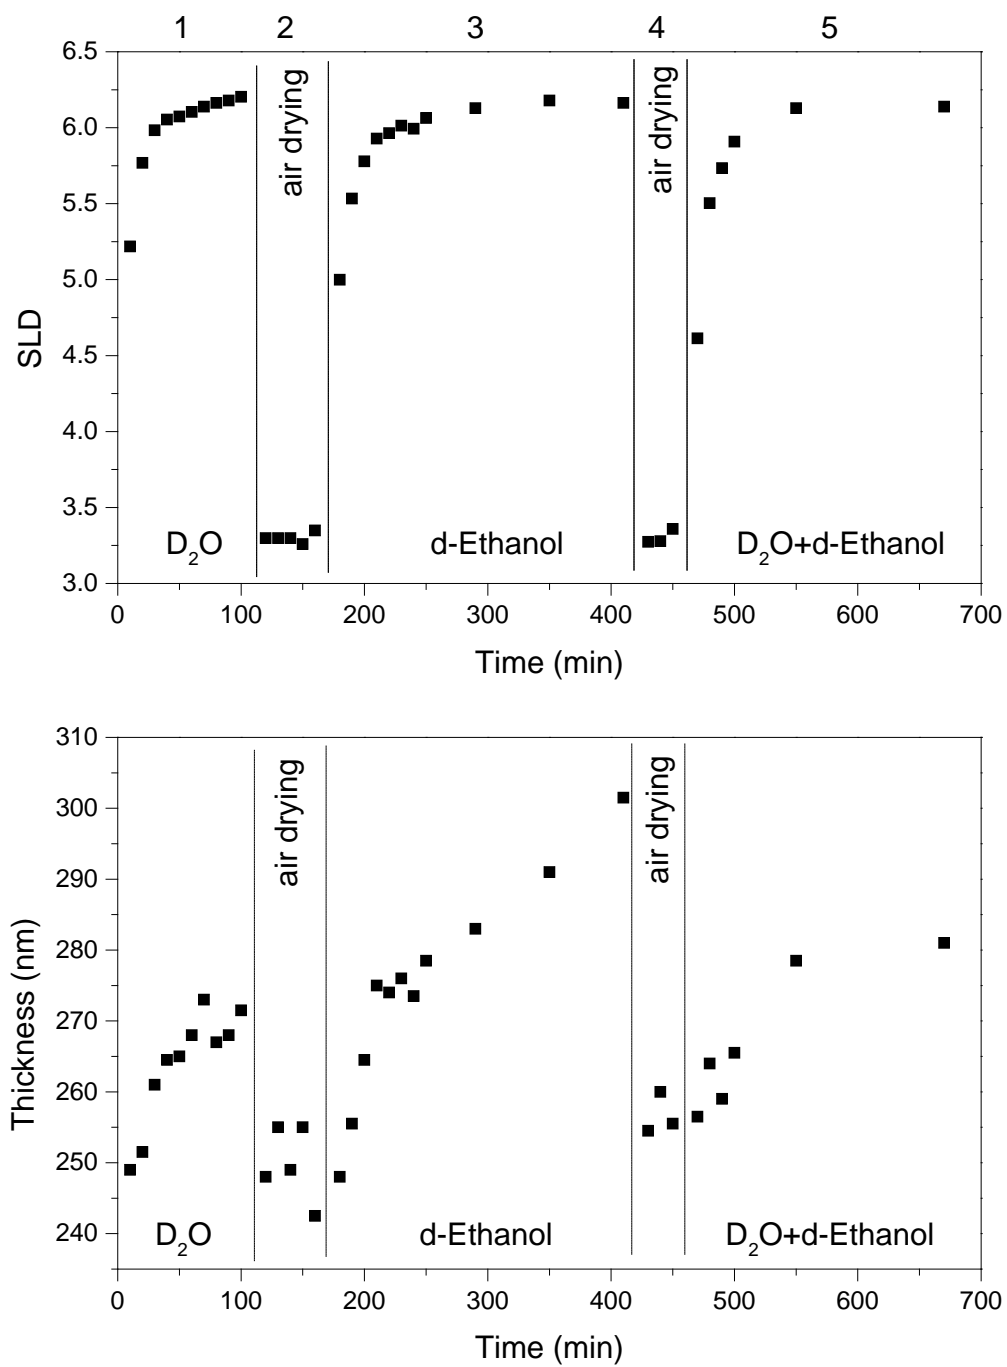 1 2 3 4 5
6.5
6.0
5.5
5.0
4.5
4.0
3.5
3.0
SLD
air drying
air drying
D₂O
d-Ethanol
D₂O+d-Ethanol
0 100 200 300 400 500 600 700
Time (min)
310
300
290
280
270
260
250
240
Thickness (nm)
air drying
air drying
D₂O
d-Ethanol
D₂O+d-Ethanol
0 100 200 300 400 500 600 700
Time (min)